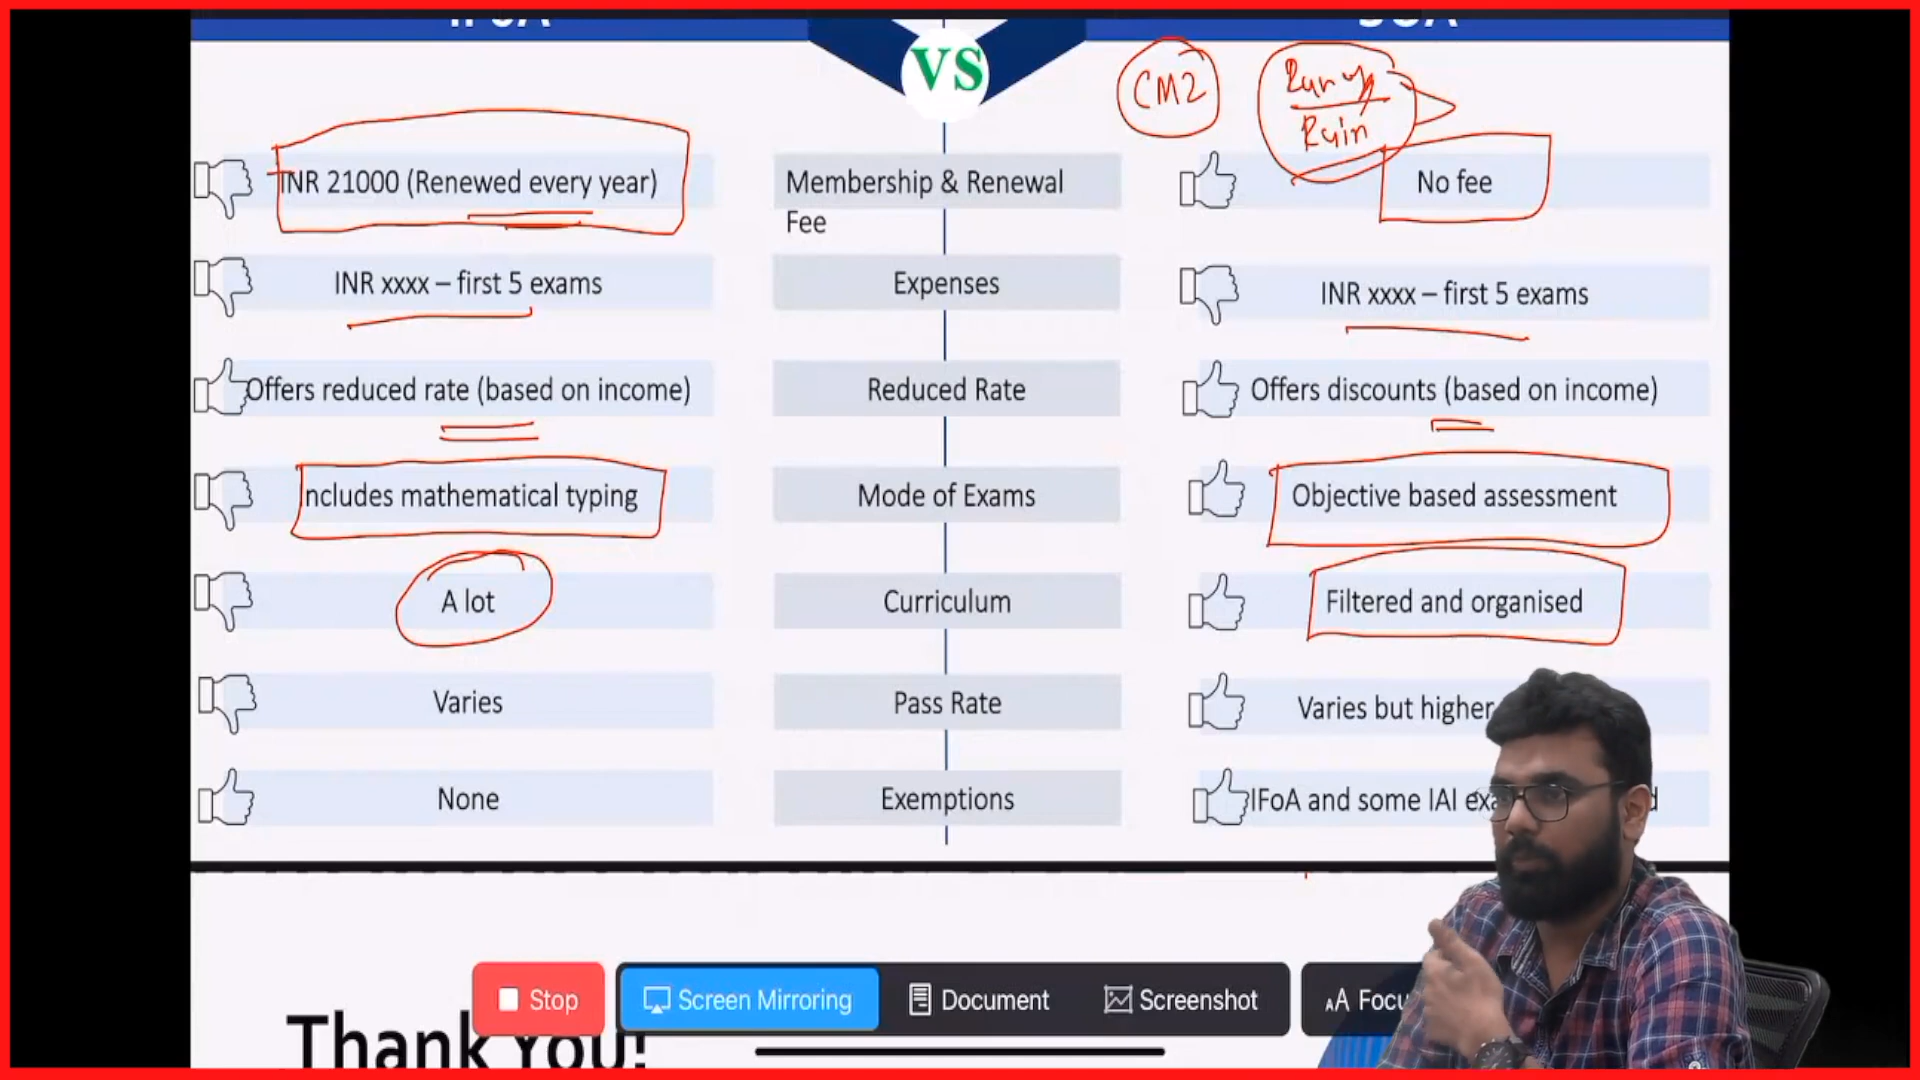 VS
CM2
Ruin
INR 21000 (Renewed every year)
Membership & Renewal
Fee
No fee
INR xxxx – first 5 exams
Expenses
INR xxxx – first 5 exams
Offers reduced rate (based on income)
Reduced Rate
Offers discounts (based on income)
ncludes mathematical typing
Mode of Exams
Objective based assessment
A lot
Curriculum
Filtered and organised
Varies
Pass Rate
Varies but higher
None
Exemptions
IFoA and some IAI
Stop
Screen Mirroring
Document
Screenshot
AA Focu
Thank You!